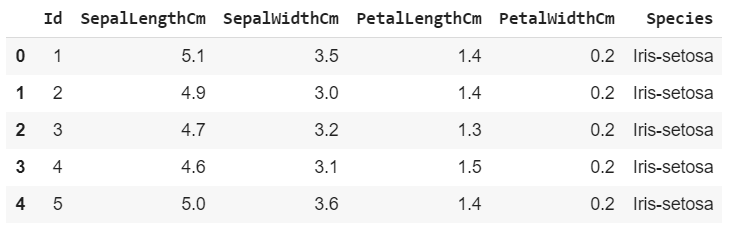 Id SepalLengthCm SepalWidthCm PetalLengthCm PetalWidthCm Species
0 1 5.1 3.5 1.4 0.2 Iris-setosa
1 2 4.9 3.0 1.4 0.2 Iris-setosa
2 3 4.7 3.2 1.3 0.2 Iris-setosa
3 4 4.6 3.1 1.5 0.2 Iris-setosa
4 5 5.0 3.6 1.4 0.2 Iris-setosa